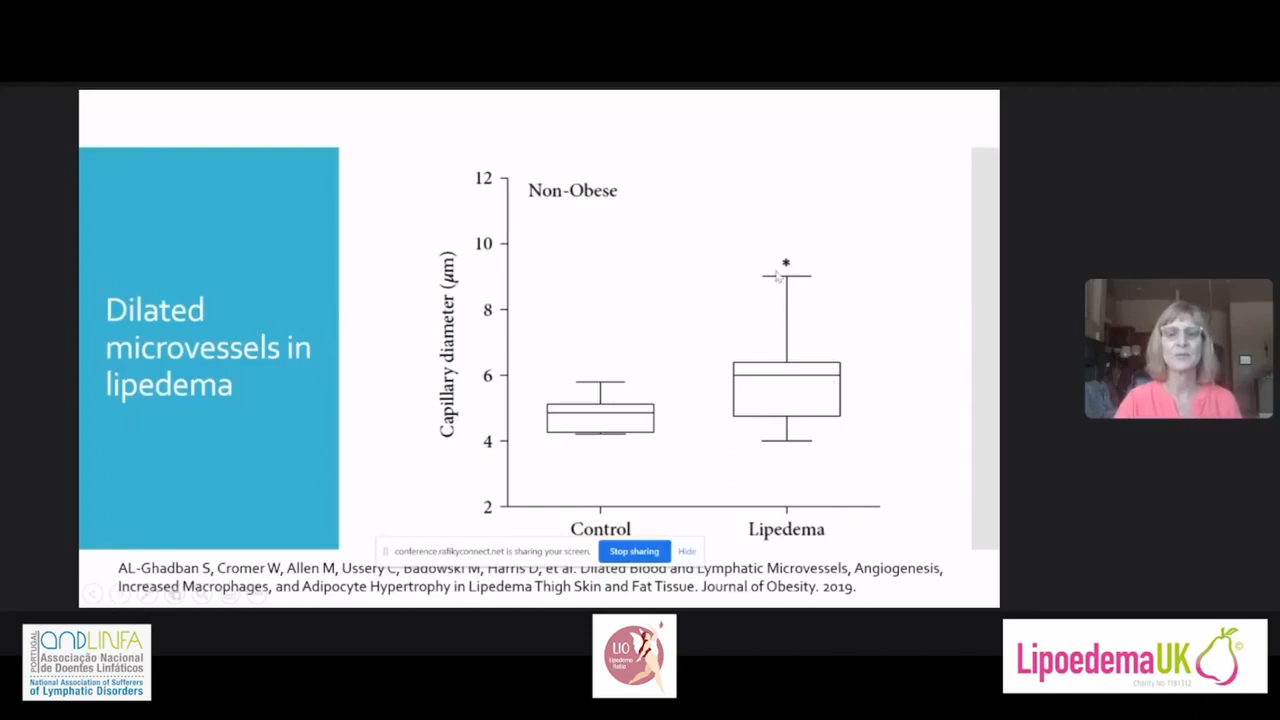 Dilated
microvessels in
lipedema
Non-Obese
Capillary diameter (μm)
12
10
8
6
4
2
*
Control
Lipedema
conference.rafikyconnect.net is sharing your screen.
Stop sharing
Hide
AL-Ghadban S, Cromer W, Allen M, Ussery C, Badowski M, Harris D, et al. Dilated Blood and Lymphatic Microvessels, Angiogenesis,
Increased Macrophages, and Adipocyte Hypertrophy in Lipedema Thigh Skin and Fat Tissue. Journal of Obesity. 2019.
PORTUGAL
ANDLINFA
Associação Nacional
de Doentes Linfáticos
National Association of Sufferers
of Lymphatic Disorders
LIO
Lipoedema
Italia
LipoedemaUK
©
Charity No 1181312